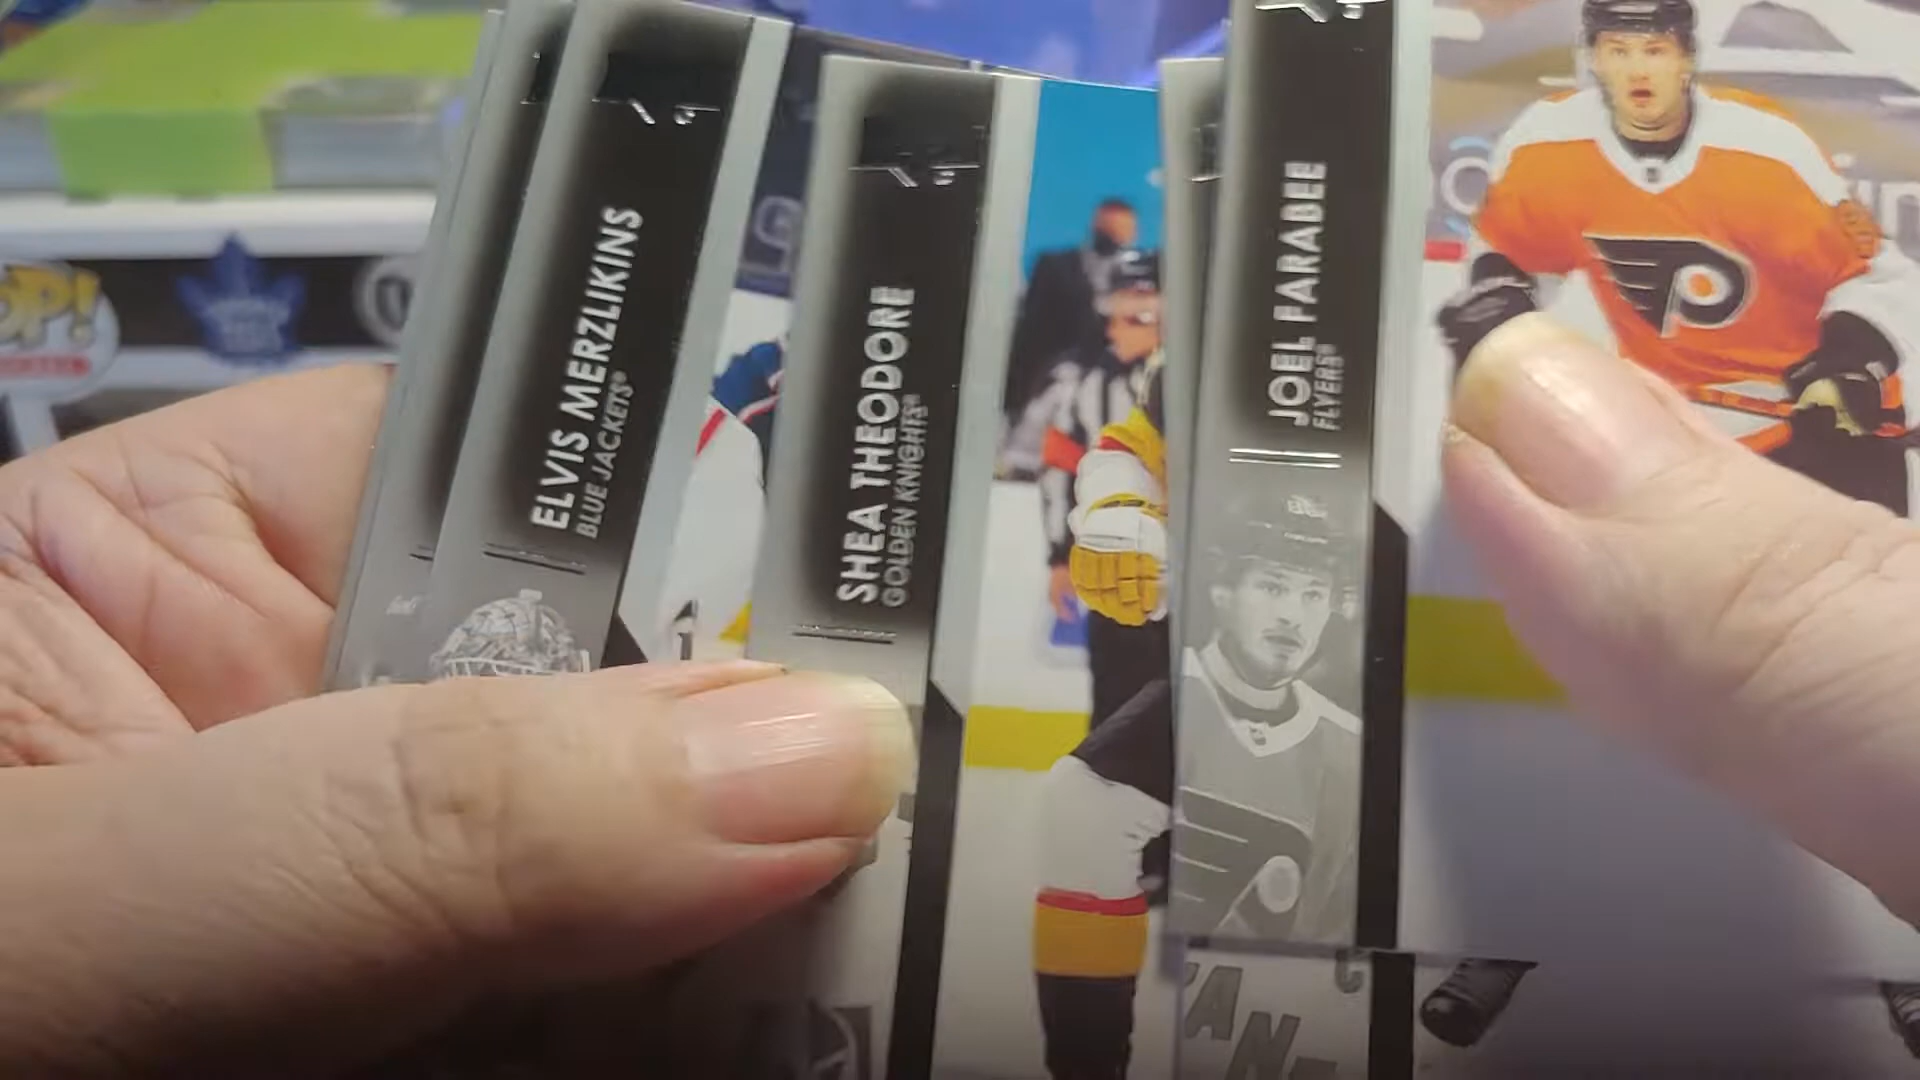 ELVIS MERZLIKINS
BLUE JACKETS®
SHEA THEODORE
GOLDEN KNIGHTS®
JOEL FARABEE
FLYERS®